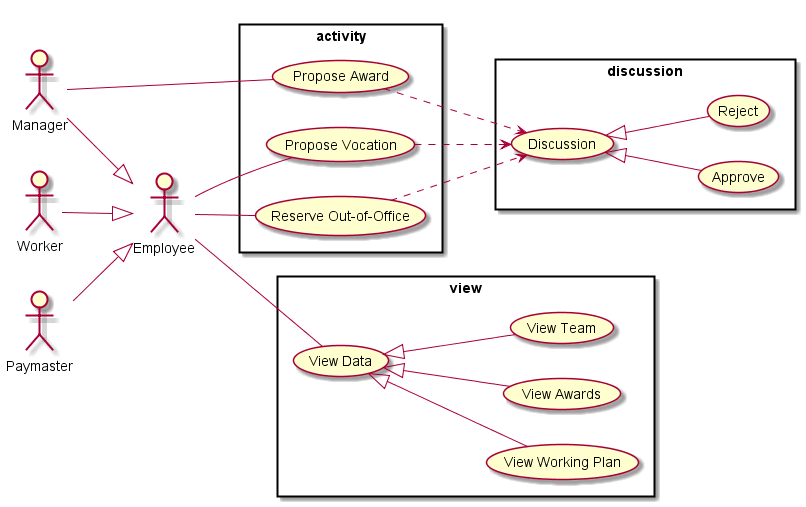 activity
Propose Award
Propose Vocation
Reserve Out-of-Office
discussion
Discussion
Reject
Approve
Manager
Worker
Employee
Paymaster
view
View Data
View Team
View Awards
View Working Plan